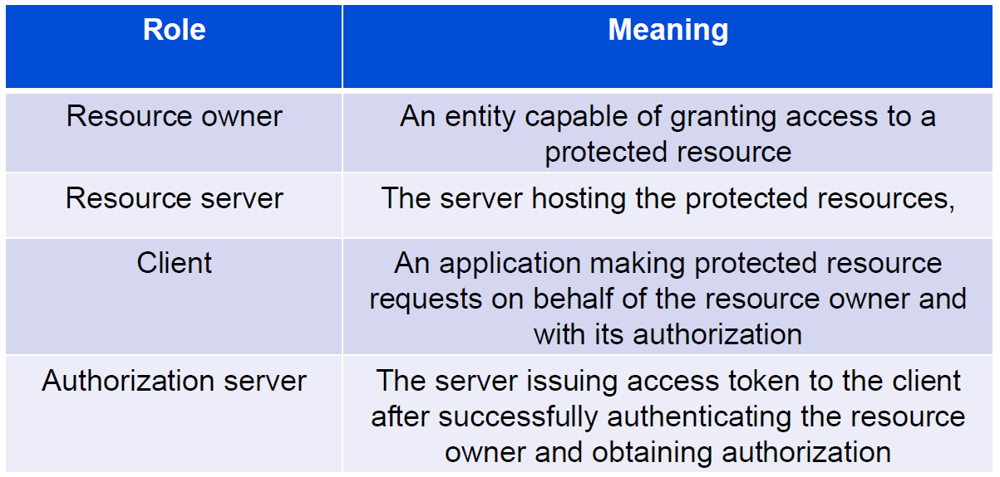 Role
Meaning
Resource owner
An entity capable of granting access to a
protected resource
Resource server
The server hosting the protected resources,
Client
An application making protected resource
requests on behalf of the resource owner and
with its authorization
Authorization server
The server issuing access token to the client
after successfully authenticating the resource
owner and obtaining authorization